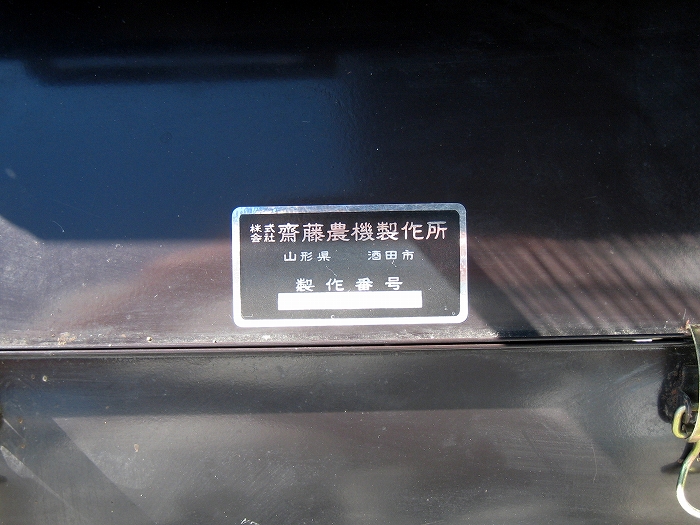 株式会社齋藤農機製作所
山形県 酒田市
製作番号